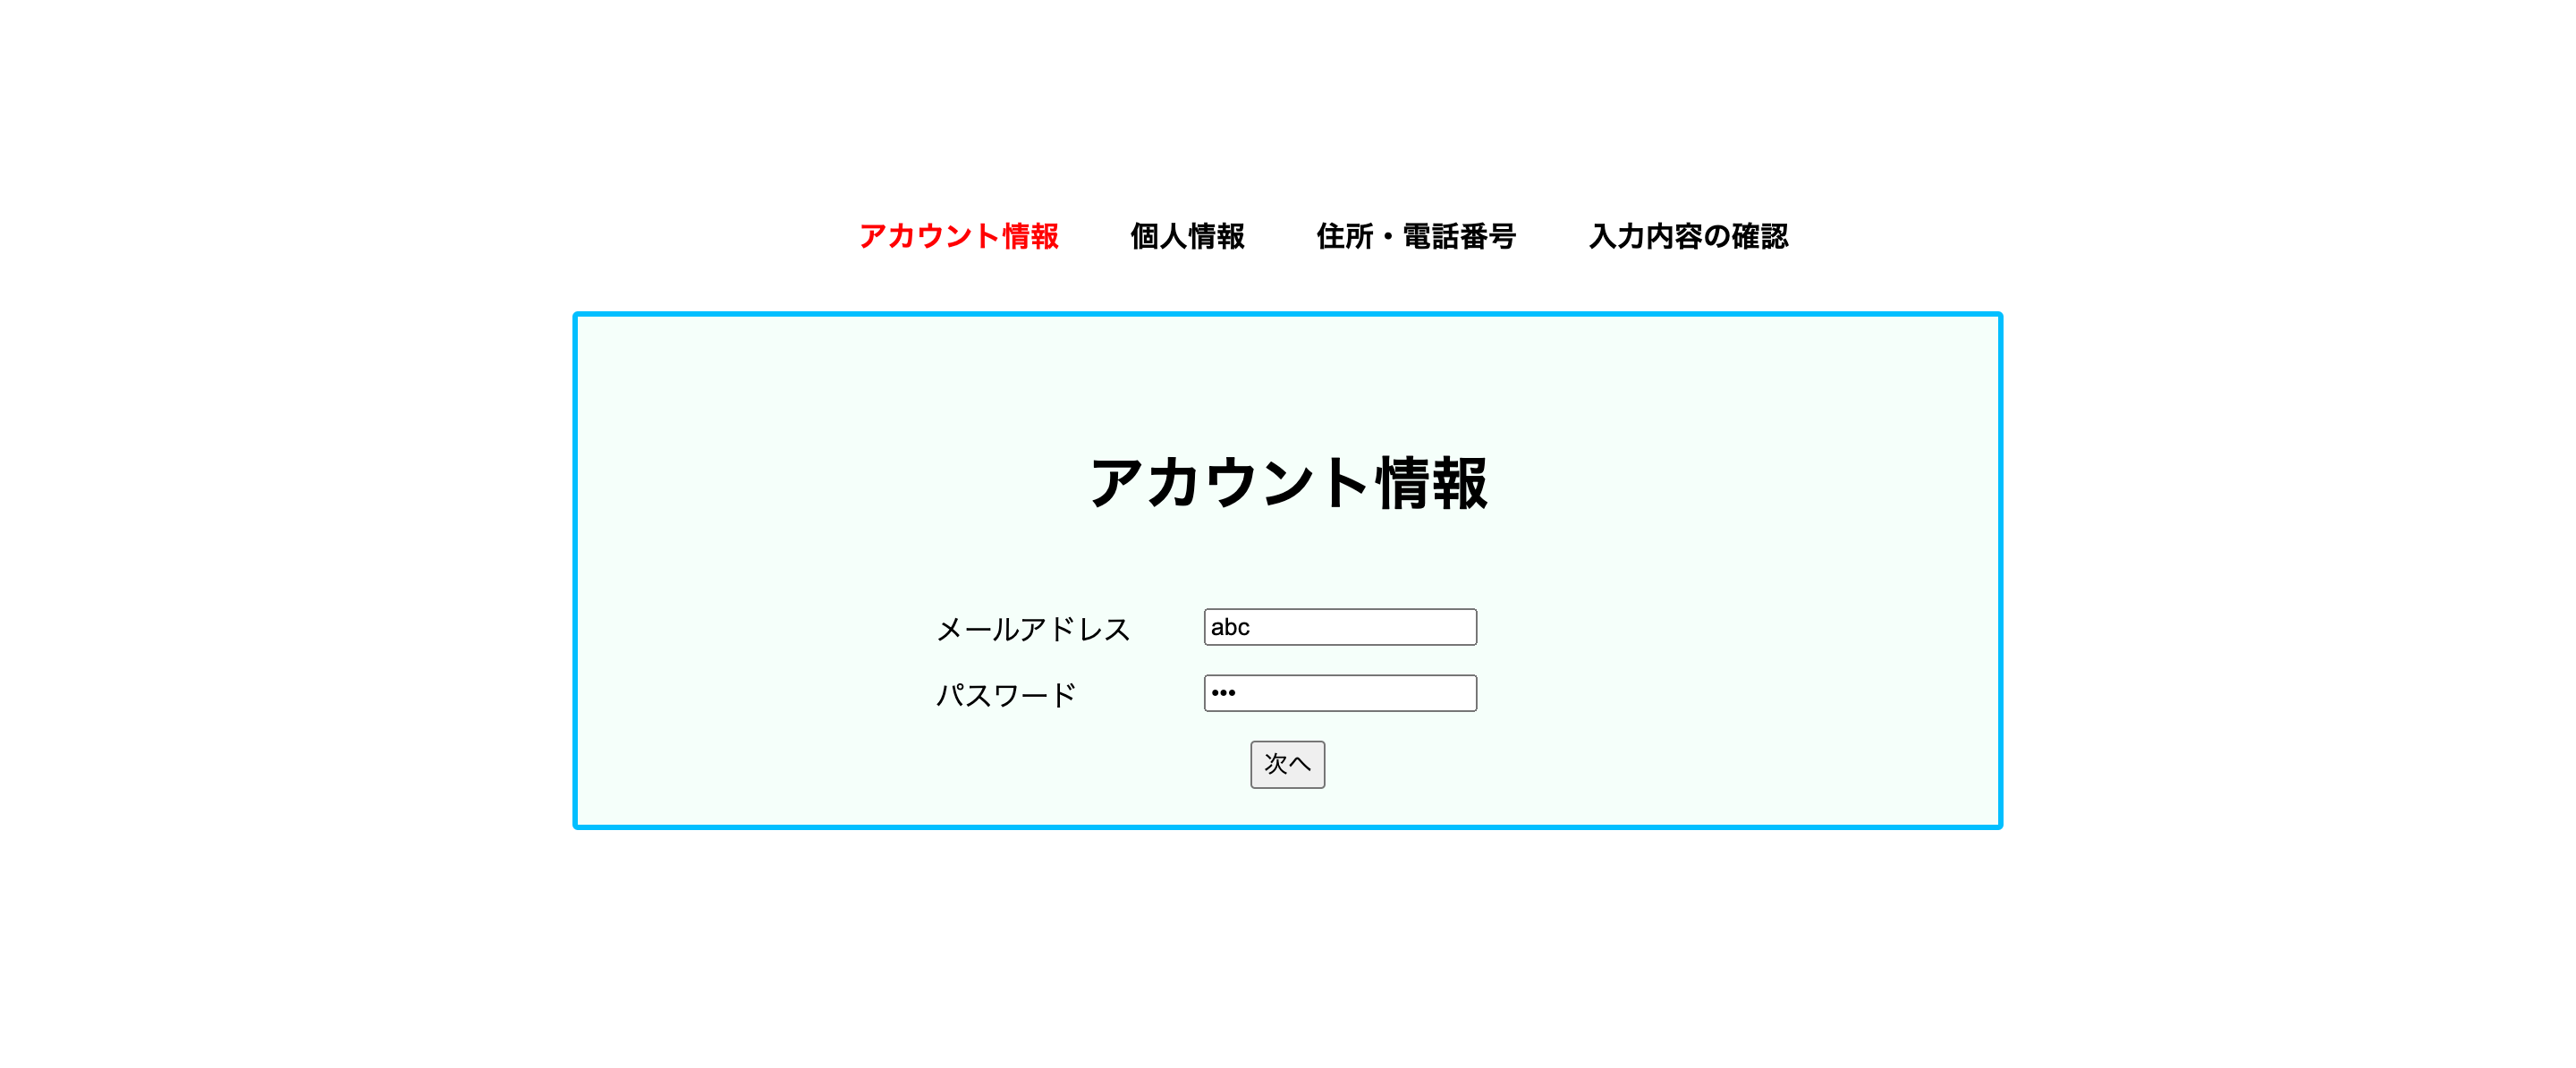 アカウント情報 個人情報 住所・電話番号 入力内容の確認
アカウント情報
メールアドレス abc
パスワード •••
次へ